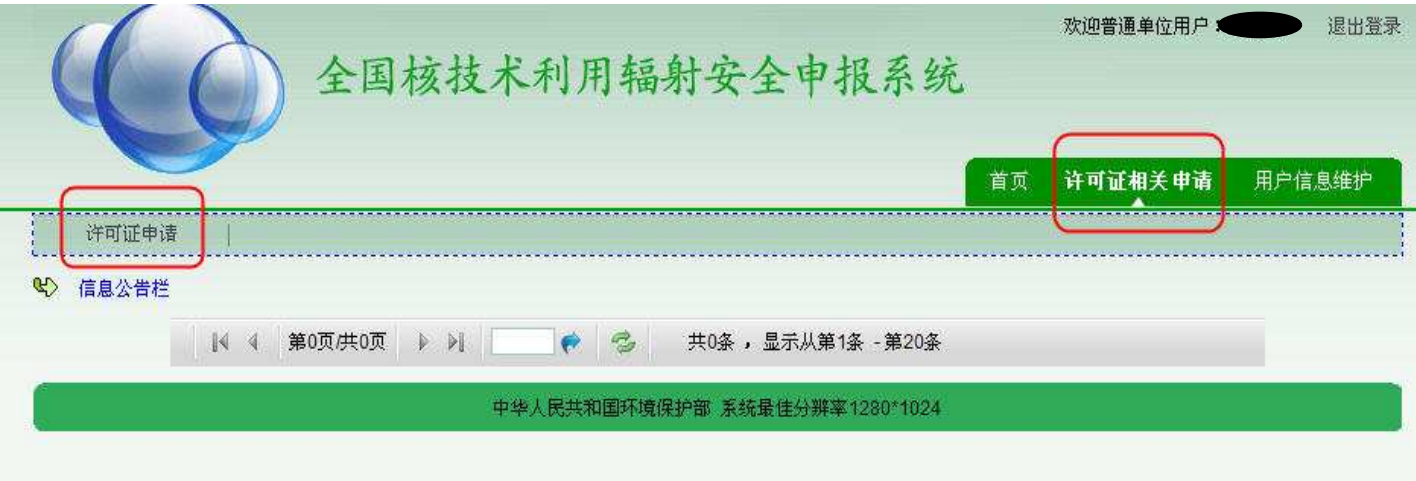 欢迎普通单位用户： 退出登录
全国核技术利用辐射安全申报系统
首页 许可证相关申请 用户信息维护
许可证申请 |
信息公告栏
第0页/共0页 共0条 ，显示从第1条 - 第20条
中华人民共和国环境保护部 系统最佳分辨率1280*1024